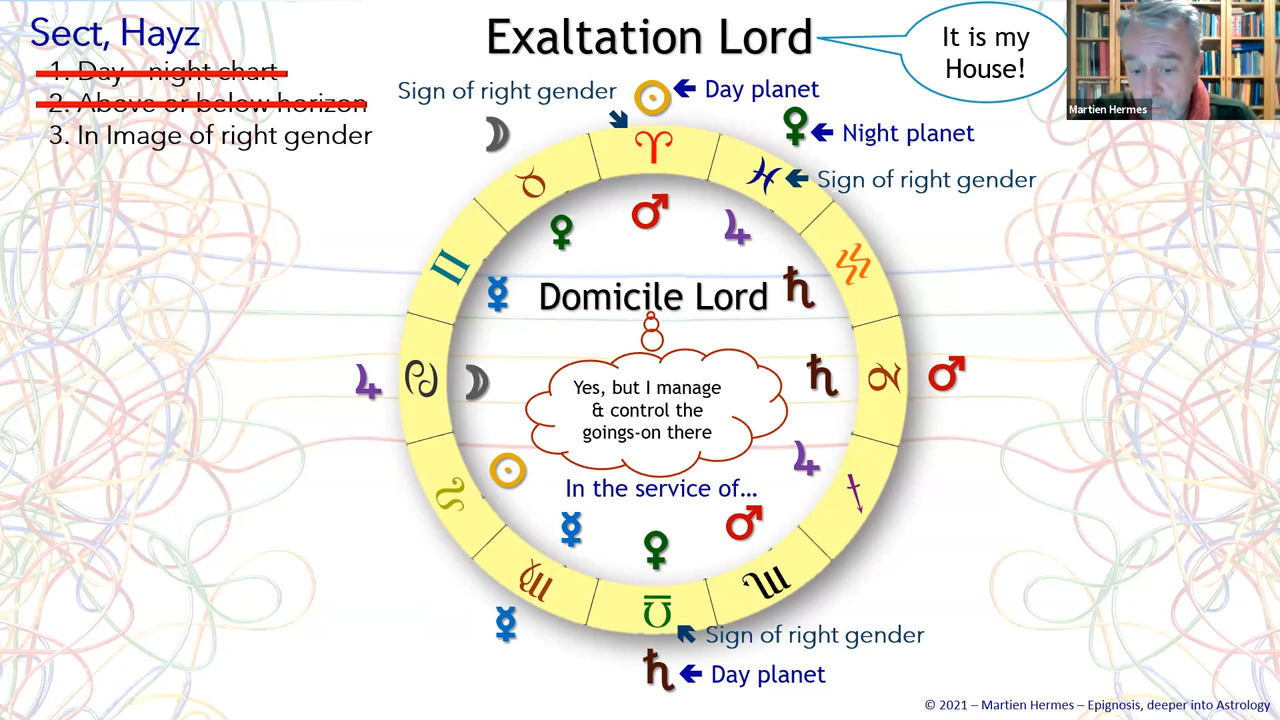 Sect, Hayz
1. Day - night chart
2. Above or below horizon
3. In Image of right gender
Exaltation Lord
It is my
House!
Martien Hermes
Sign of right gender
Day planet
Night planet
Sign of right gender
Domicile Lord
Yes, but I manage
& control the
goings-on there
In the service of...
Sign of right gender
Day planet
© 2021 – Martien Hermes – Epignosis, deeper into Astrology